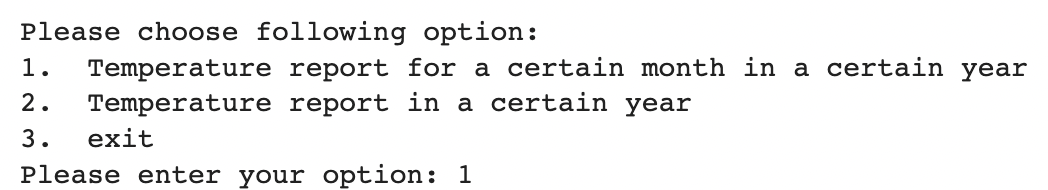 Please choose following option:
1.  Temperature report for a certain month in a certain year
2.  Temperature report in a certain year
3.  exit
Please enter your option: 1